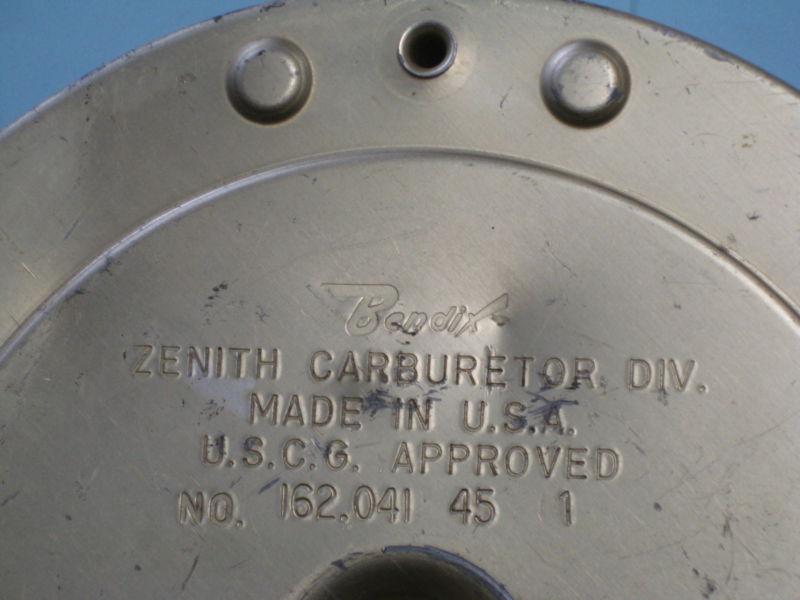 Bendix
ZENITH CARBURETOR DIV.
MADE IN U.S.A.
U.S.C.G. APPROVED
NO. 162.041 45 1